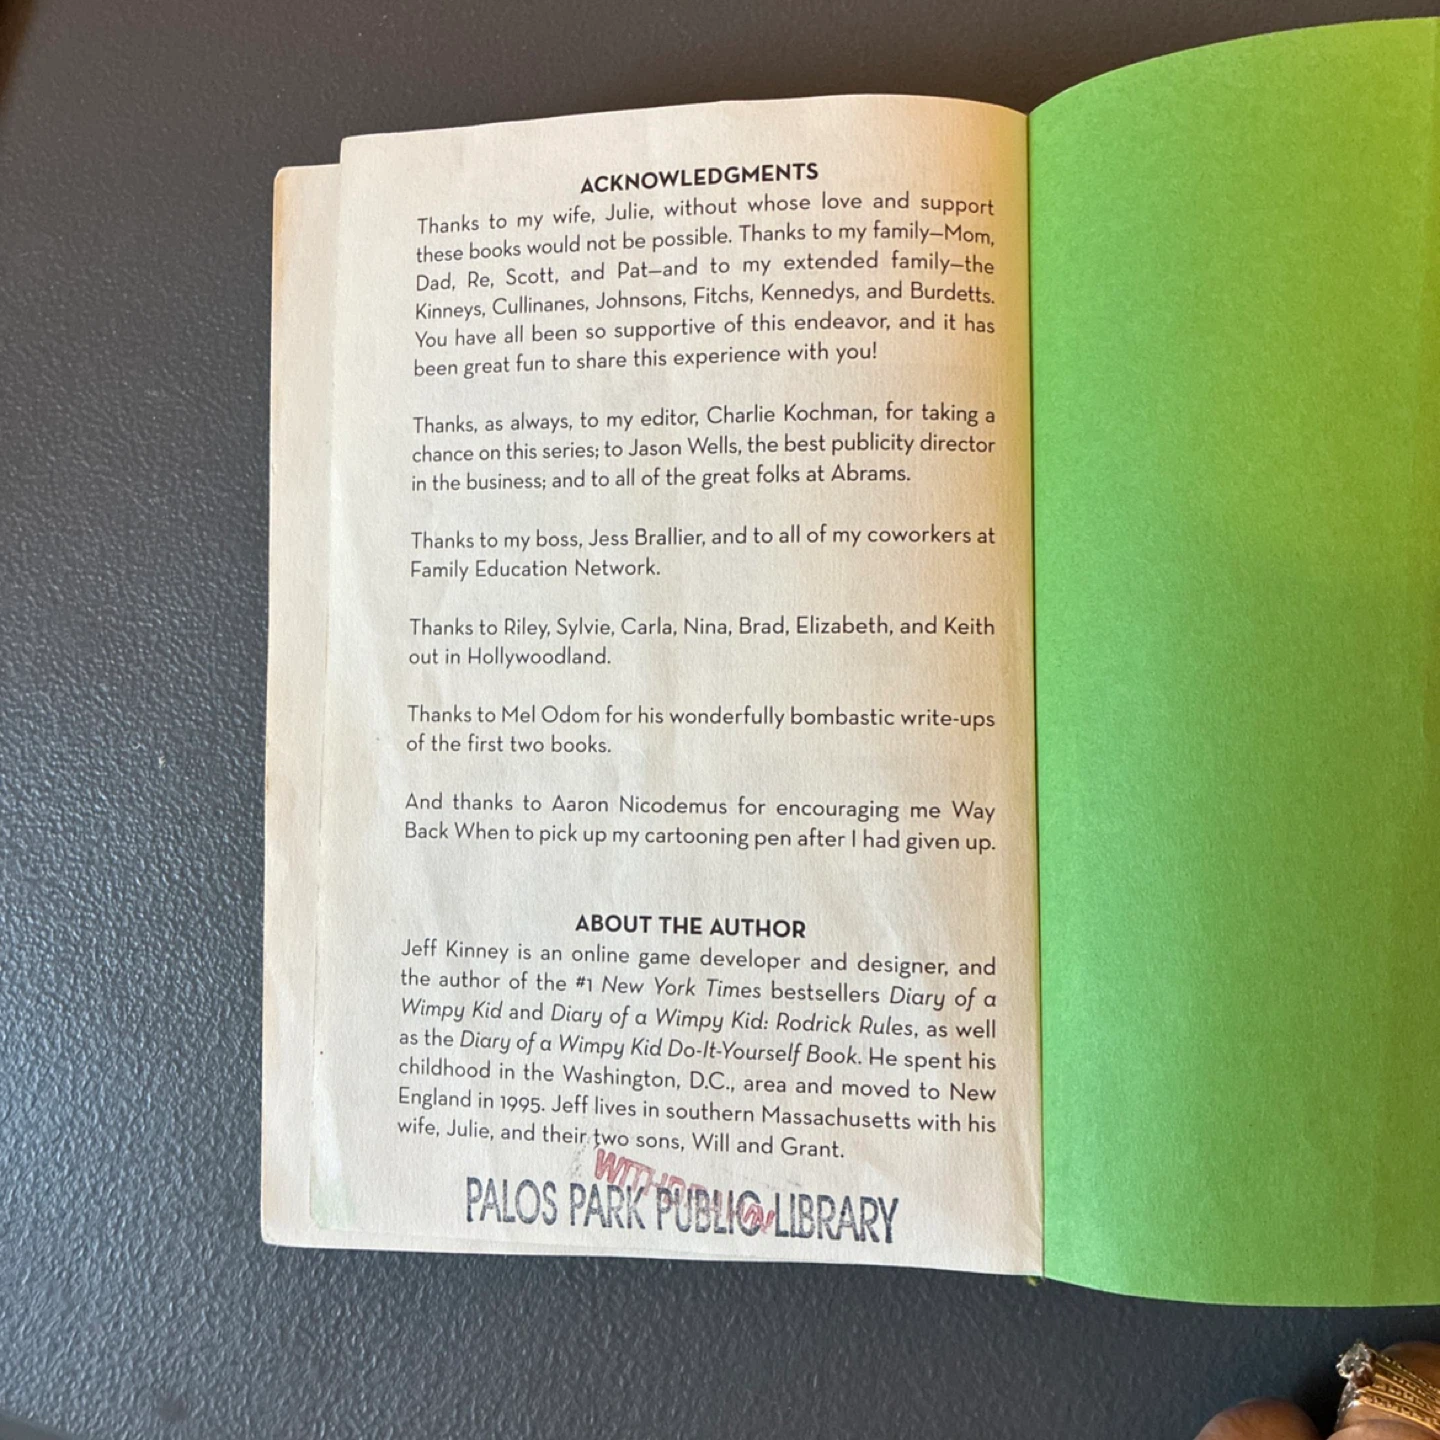 ACKNOWLEDGMENTS
Thanks to my wife, Julie, without whose love and support
these books would not be possible. Thanks to my family—Mom,
Dad, Re, Scott, and Pat—and to my extended family—the
Kinneys, Cullinanes, Johnsons, Fitchs, Kennedys, and Burdetts.
You have all been so supportive of this endeavor, and it has
been great fun to share this experience with you!
Thanks, as always, to my editor, Charlie Kochman, for taking a
chance on this series; to Jason Wells, the best publicity director
in the business; and to all of the great folks at Abrams.
Thanks to my boss, Jess Brallier, and to all of my coworkers at
Family Education Network.
Thanks to Riley, Sylvie, Carla, Nina, Brad, Elizabeth, and Keith
out in Hollywoodland.
Thanks to Mel Odom for his wonderfully bombastic write-ups
of the first two books.
And thanks to Aaron Nicodemus for encouraging me Way
Back When to pick up my cartooning pen after I had given up.
ABOUT THE AUTHOR
Jeff Kinney is an online game developer and designer, and
the author of the #1 New York Times bestsellers Diary of a
Wimpy Kid and Diary of a Wimpy Kid: Rodrick Rules, as well
as the Diary of a Wimpy Kid Do-It-Yourself Book. He spent his
childhood in the Washington, D.C., area and moved to New
England in 1995. Jeff lives in southern Massachusetts with his
wife, Julie, and their two sons, Will and Grant.
PALOS PARK PUBLIC LIBRARY